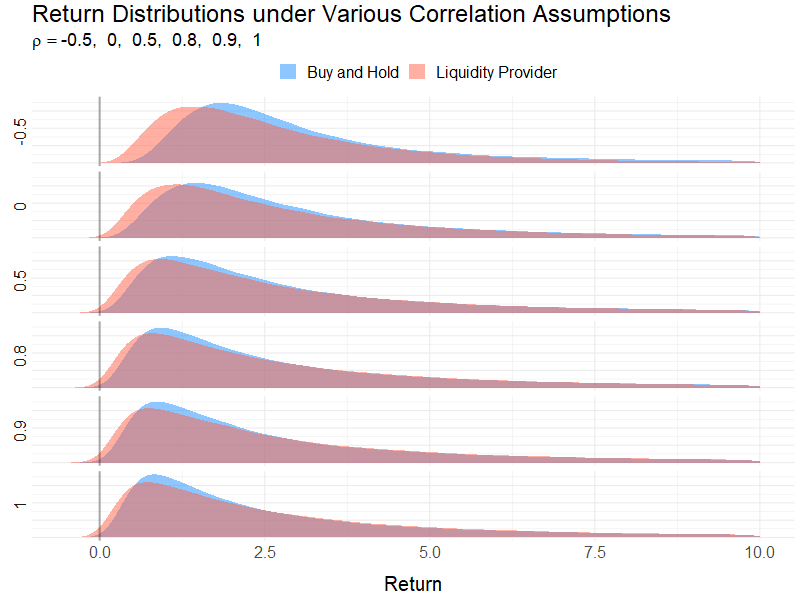 Return Distributions under Various Correlation Assumptions
ρ = -0.5, 0, 0.5, 0.8, 0.9, 1
Buy and Hold Liquidity Provider
-0.5
0
0.5
0.8
0.9
1
0.0 2.5 5.0 7.5 10.0
Return